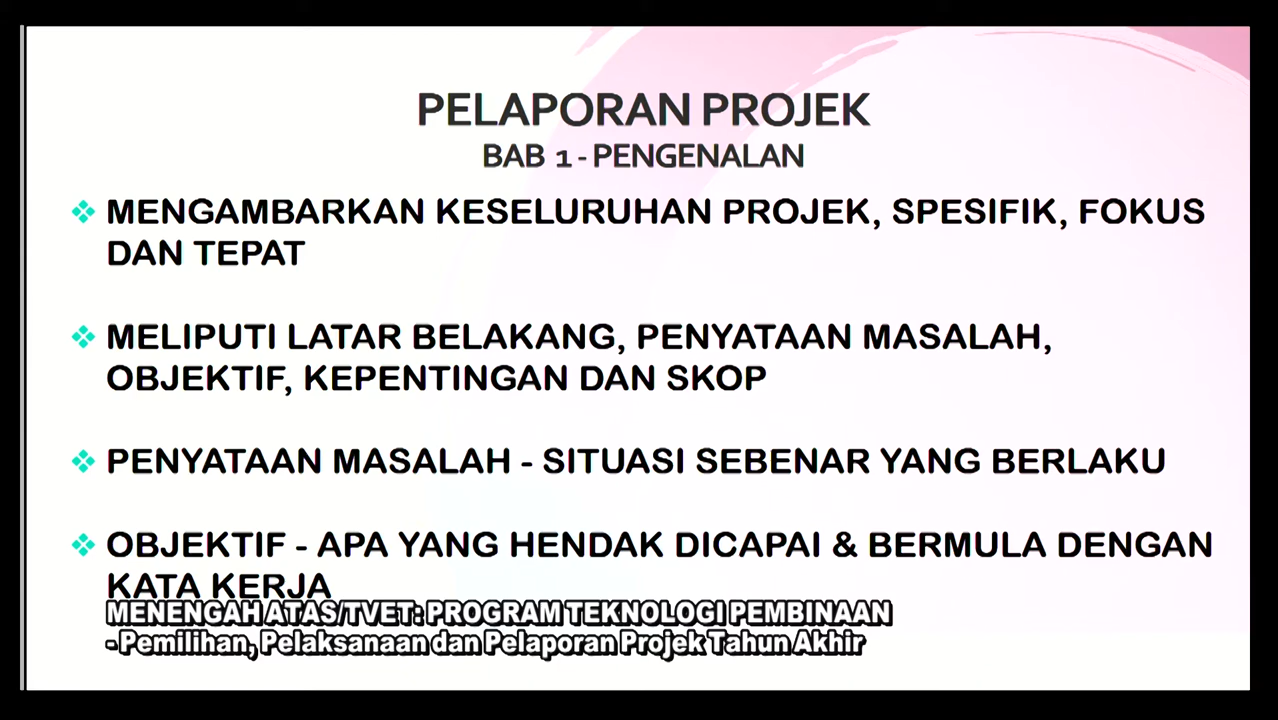 PELAPORAN PROJEK
BAB 1 - PENGENALAN
❖ MENGAMBARKAN KESELURUHAN PROJEK, SPESIFIK, FOKUS
DAN TEPAT
❖ MELIPUTI LATAR BELAKANG, PENYATAAN MASALAH,
OBJEKTIF, KEPENTINGAN DAN SKOP
❖ PENYATAAN MASALAH - SITUASI SEBENAR YANG BERLAKU
❖ OBJEKTIF - APA YANG HENDAK DICAPAI & BERMULA DENGAN
KATA KERJA
MENENGAH ATAS/TVET: PROGRAM TEKNOLOGI PEMBINAAN
- Pemilihan, Pelaksanaan dan Pelaporan Projek Tahun Akhir